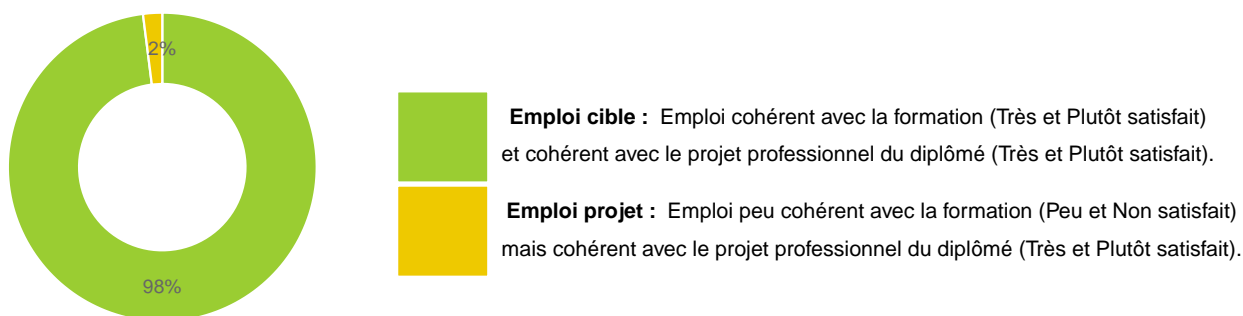 2%
98%
Emploi cible : Emploi cohérent avec la formation (Très et Plutôt satisfait)
et cohérent avec le projet professionnel du diplômé (Très et Plutôt satisfait).
Emploi projet : Emploi peu cohérent avec la formation (Peu et Non satisfait)
mais cohérent avec le projet professionnel du diplômé (Très et Plutôt satisfait).